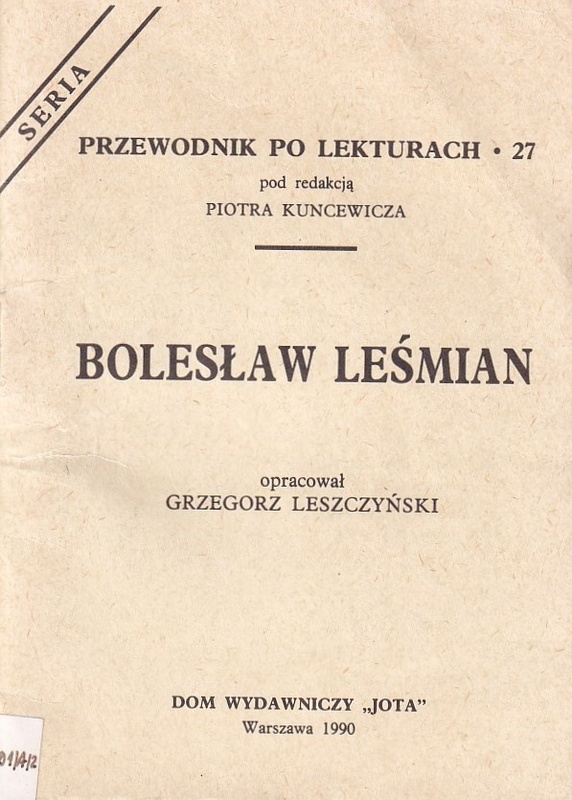 SERIA
PRZEWODNIK PO LEKTURACH • 27
pod redakcją
PIOTRA KUNCEWICZA
BOLESŁAW LEŚMIAN
opracował
GRZEGORZ LESZCZYŃSKI
DOM WYDAWNICZY „JOTA”
Warszawa 1990